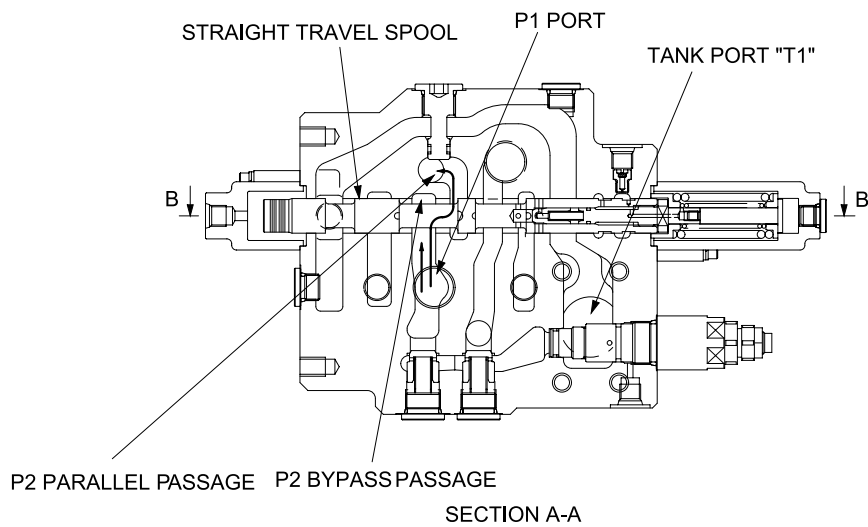 P1 PORT
STRAIGHT TRAVEL SPOOL
TANK PORT "T1"
B
B
P2 PARALLEL PASSAGE
P2 BYPASS PASSAGE
SECTION A-A